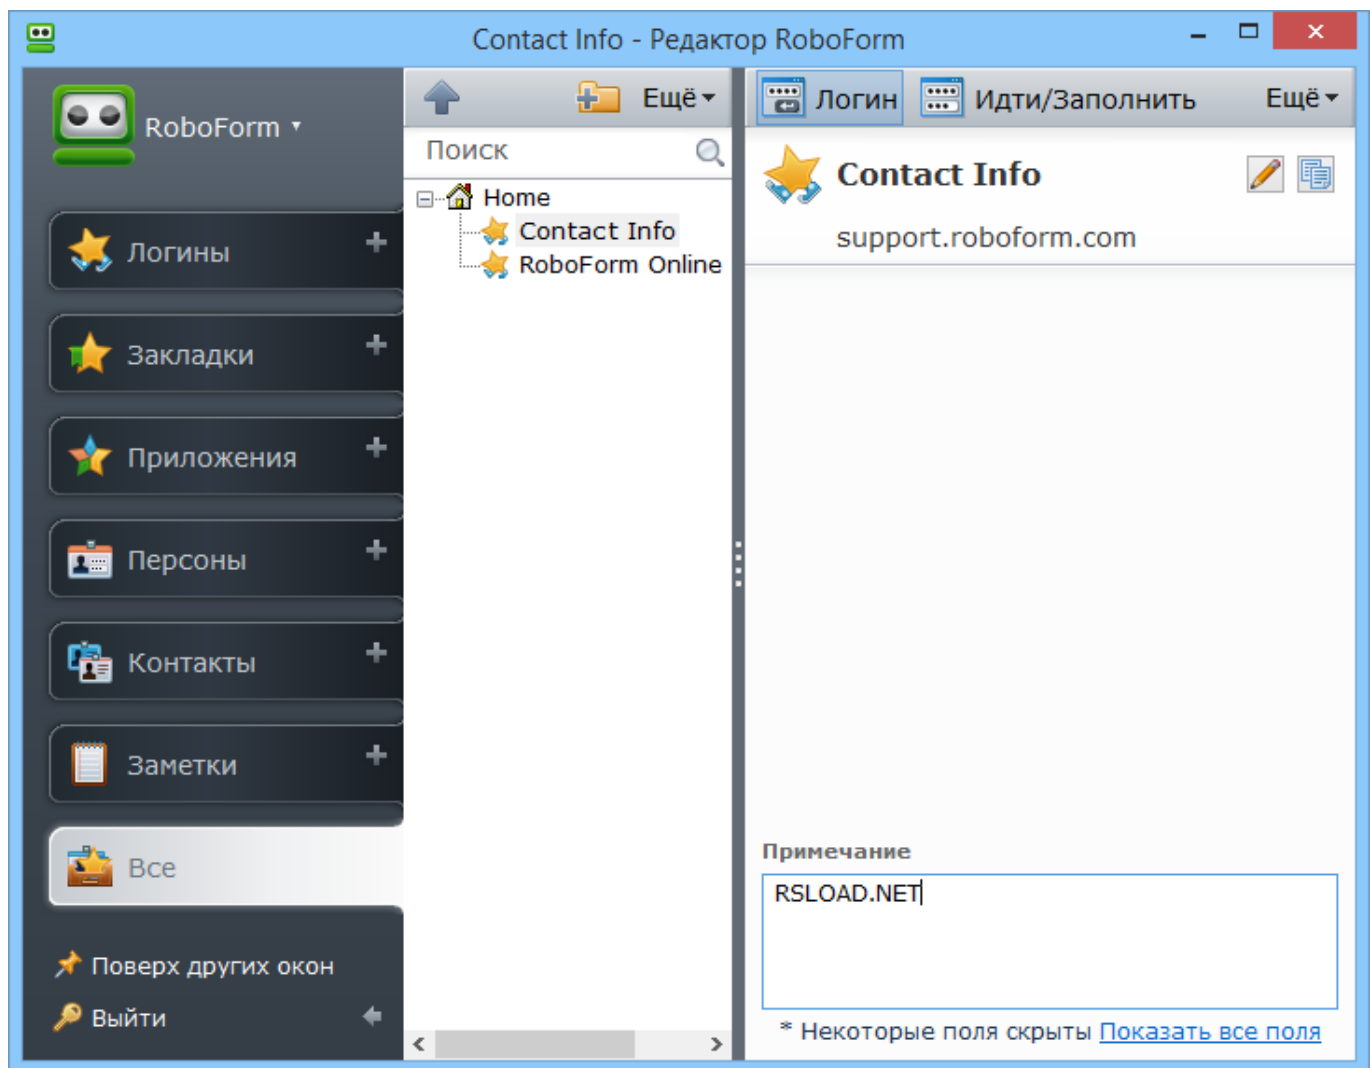 Contact Info - Редактор RoboForm
RoboForm
Логины
Закладки
Приложения
Персоны
Контакты
Заметки
Все
Поверх других окон
Выйти
Ещё
Поиск
Home
Contact Info
RoboForm Online
Логин Идти/Заполнить Ещё
Contact Info
support.roboform.com
Примечание
RSLOAD.NET
* Некоторые поля скрыты Показать все поля